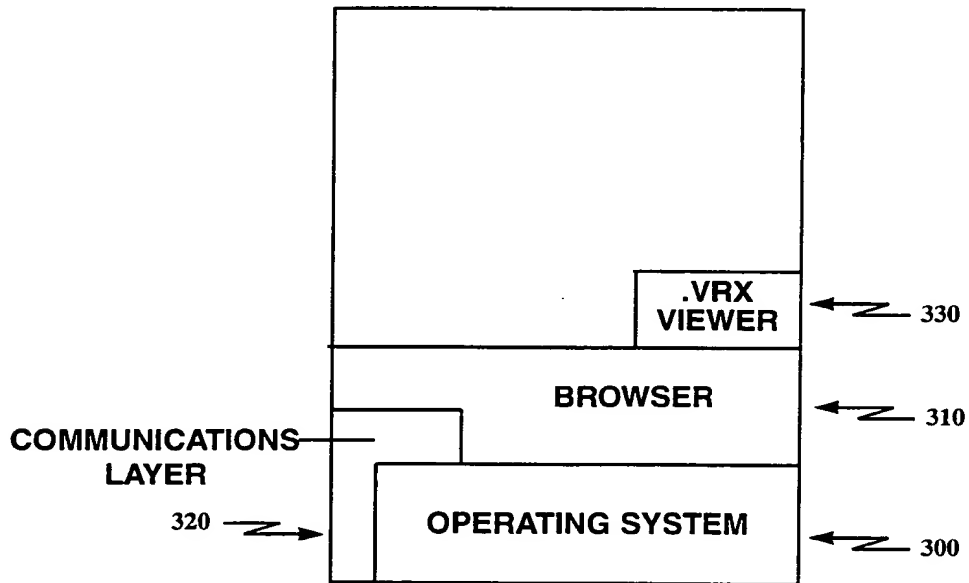 .VRX
VIEWER
330
BROWSER
310
COMMUNICATIONS
LAYER
320
OPERATING SYSTEM
300